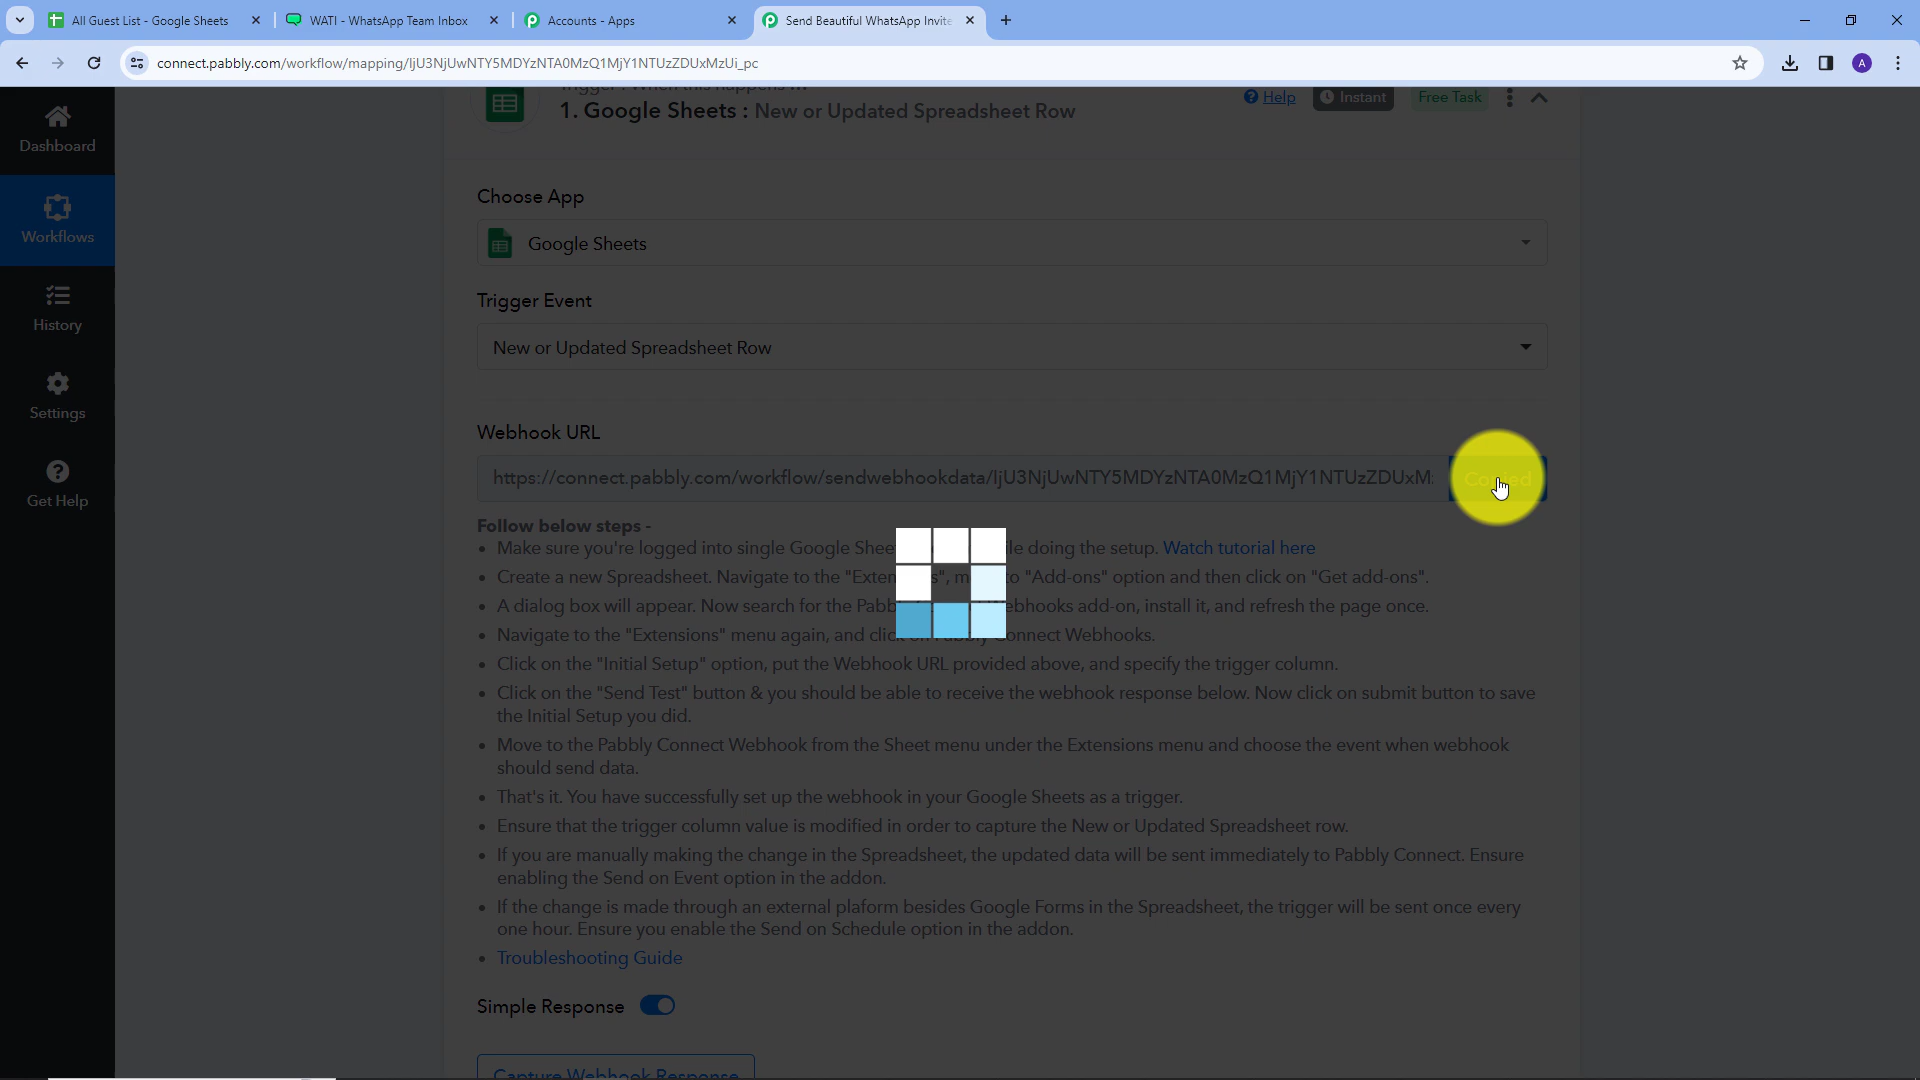 All Guest List - Google Sheets
WATI - WhatsApp Team Inbox
Accounts - Apps
Send Beautiful WhatsApp Invite
connect.pabbly.com/workflow/mapping/IjU3NjUwNTY5MDYzNTA0MzQ1MjY1NTUzZDUxMzUi_pc
A
Dashboard
Workflows
History
Settings
Get Help
Trigger : When this happens ...
1. Google Sheets : New or Updated Spreadsheet Row
Help
Instant
Free Task
Choose App
Google Sheets
Trigger Event
New or Updated Spreadsheet Row
Webhook URL
https://connect.pabbly.com/workflow/sendwebhookdata/IjU3NjUwNTY5MDYzNTA0MzQ1MjY1NTUzZDUxM
Copied
Follow below steps -
• Make sure you're logged into single Google Shee le doing the setup. Watch tutorial here
• Create a new Spreadsheet. Navigate to the "Exten s", m o "Add-ons" option and then click on "Get add-ons".
• A dialog box will appear. Now search for the Pabb ebhooks add-on, install it, and refresh the page once.
• Navigate to the "Extensions" menu again, and click on Pabbly Connect Webhooks.
• Click on the "Initial Setup" option, put the Webhook URL provided above, and specify the trigger column.
• Click on the "Send Test" button & you should be able to receive the webhook response below. Now click on submit button to save
the Initial Setup you did.
• Move to the Pabbly Connect Webhook from the Sheet menu under the Extensions menu and choose the event when webhook
should send data.
• That's it. You have successfully set up the webhook in your Google Sheets as a trigger.
• Ensure that the trigger column value is modified in order to capture the New or Updated Spreadsheet row.
• If you are manually making the change in the Spreadsheet, the updated data will be sent immediately to Pabbly Connect. Ensure
enabling the Send on Event option in the addon.
• If the change is made through an external plaform besides Google Forms in the Spreadsheet, the trigger will be sent once every
one hour. Ensure you enable the Send on Schedule option in the addon.
• Troubleshooting Guide
Simple Response
Capture Webhook Response